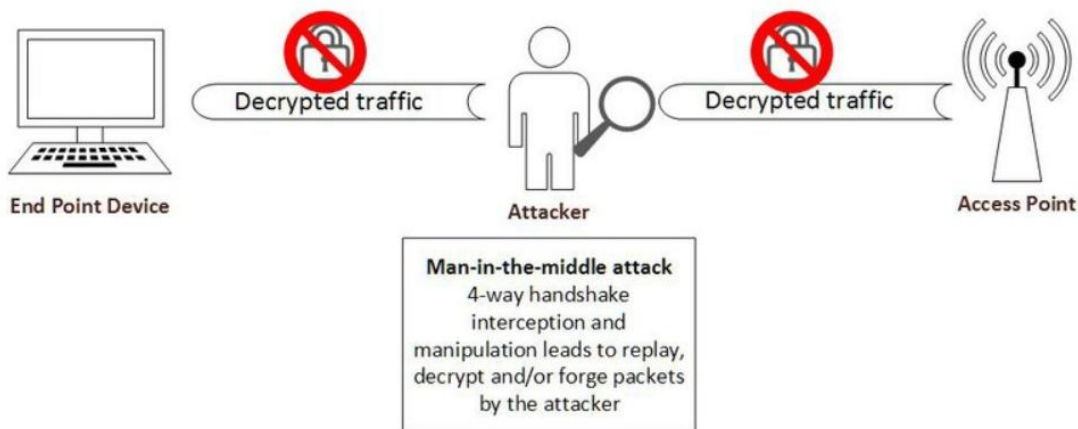 Decrypted traffic
Decrypted traffic
End Point Device
Attacker
Access Point
Man-in-the-middle attack
4-way handshake
interception and
manipulation leads to replay,
decrypt and/or forge packets
by the attacker